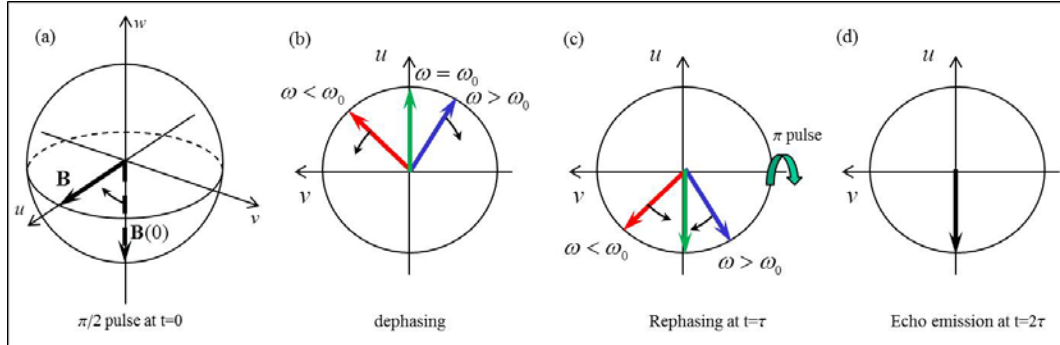 (a)
w
B
u
B(0)
v
π/2 pulse at t=0
(b)
u
ω = ω₀
ω < ω₀
ω > ω₀
v
dephasing
(c)
u
π pulse
v
ω < ω₀
ω > ω₀
Rephasing at t=τ
(d)
u
v
Echo emission at t=2τ